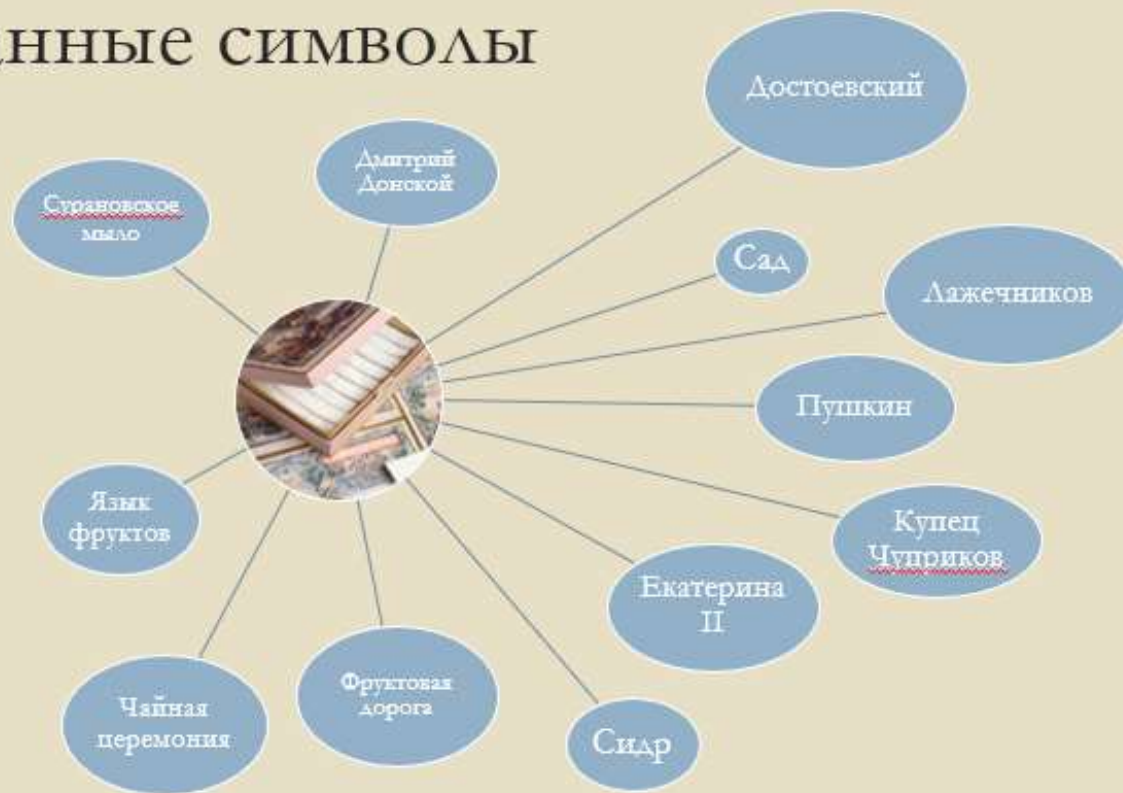 нные символы
Достоевский
Дмитрий
Донской
Сурановское
мыло
Сад
Лажечников
Пушкин
Язык
фруктов
Купец
Чуприков
Екатерина
II
Чайная
церемония
Фруктовая
дорога
Сидр